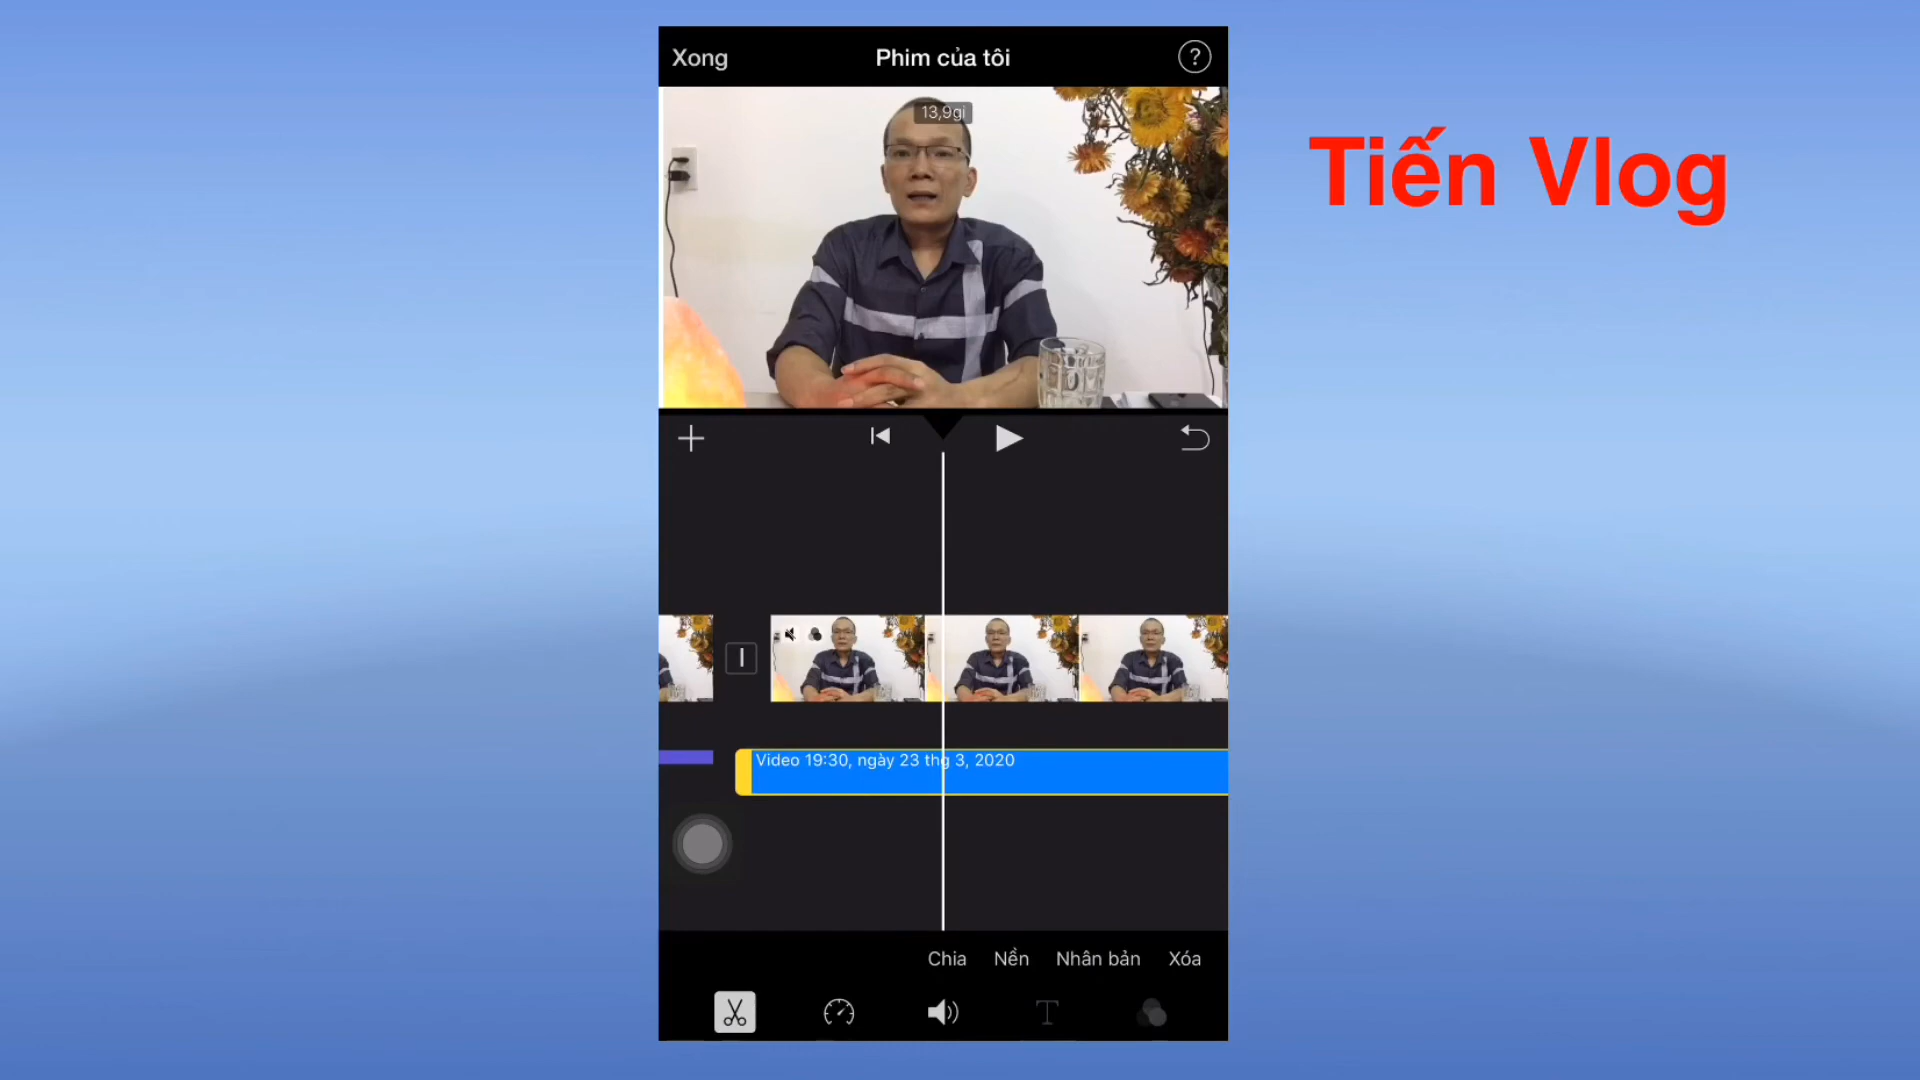 Xong
Phim của tôi
?
13,9gi
Tiến Vlog
Video 19:30, ngày 23 thg 3, 2020
Chia
Nền
Nhân bản
Xóa
T